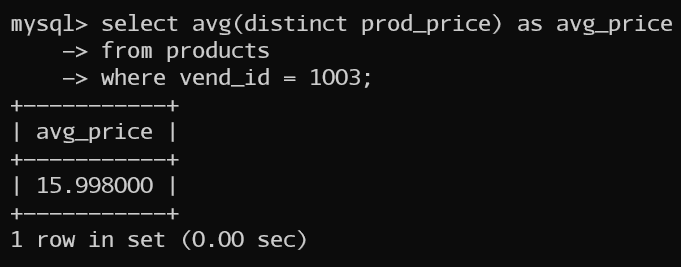 mysql> select avg(distinct prod_price) as avg_price
    -> from products
    -> where vend_id = 1003;
+-----------+
| avg_price |
+-----------+
| 15.998000 |
+-----------+
1 row in set (0.00 sec)